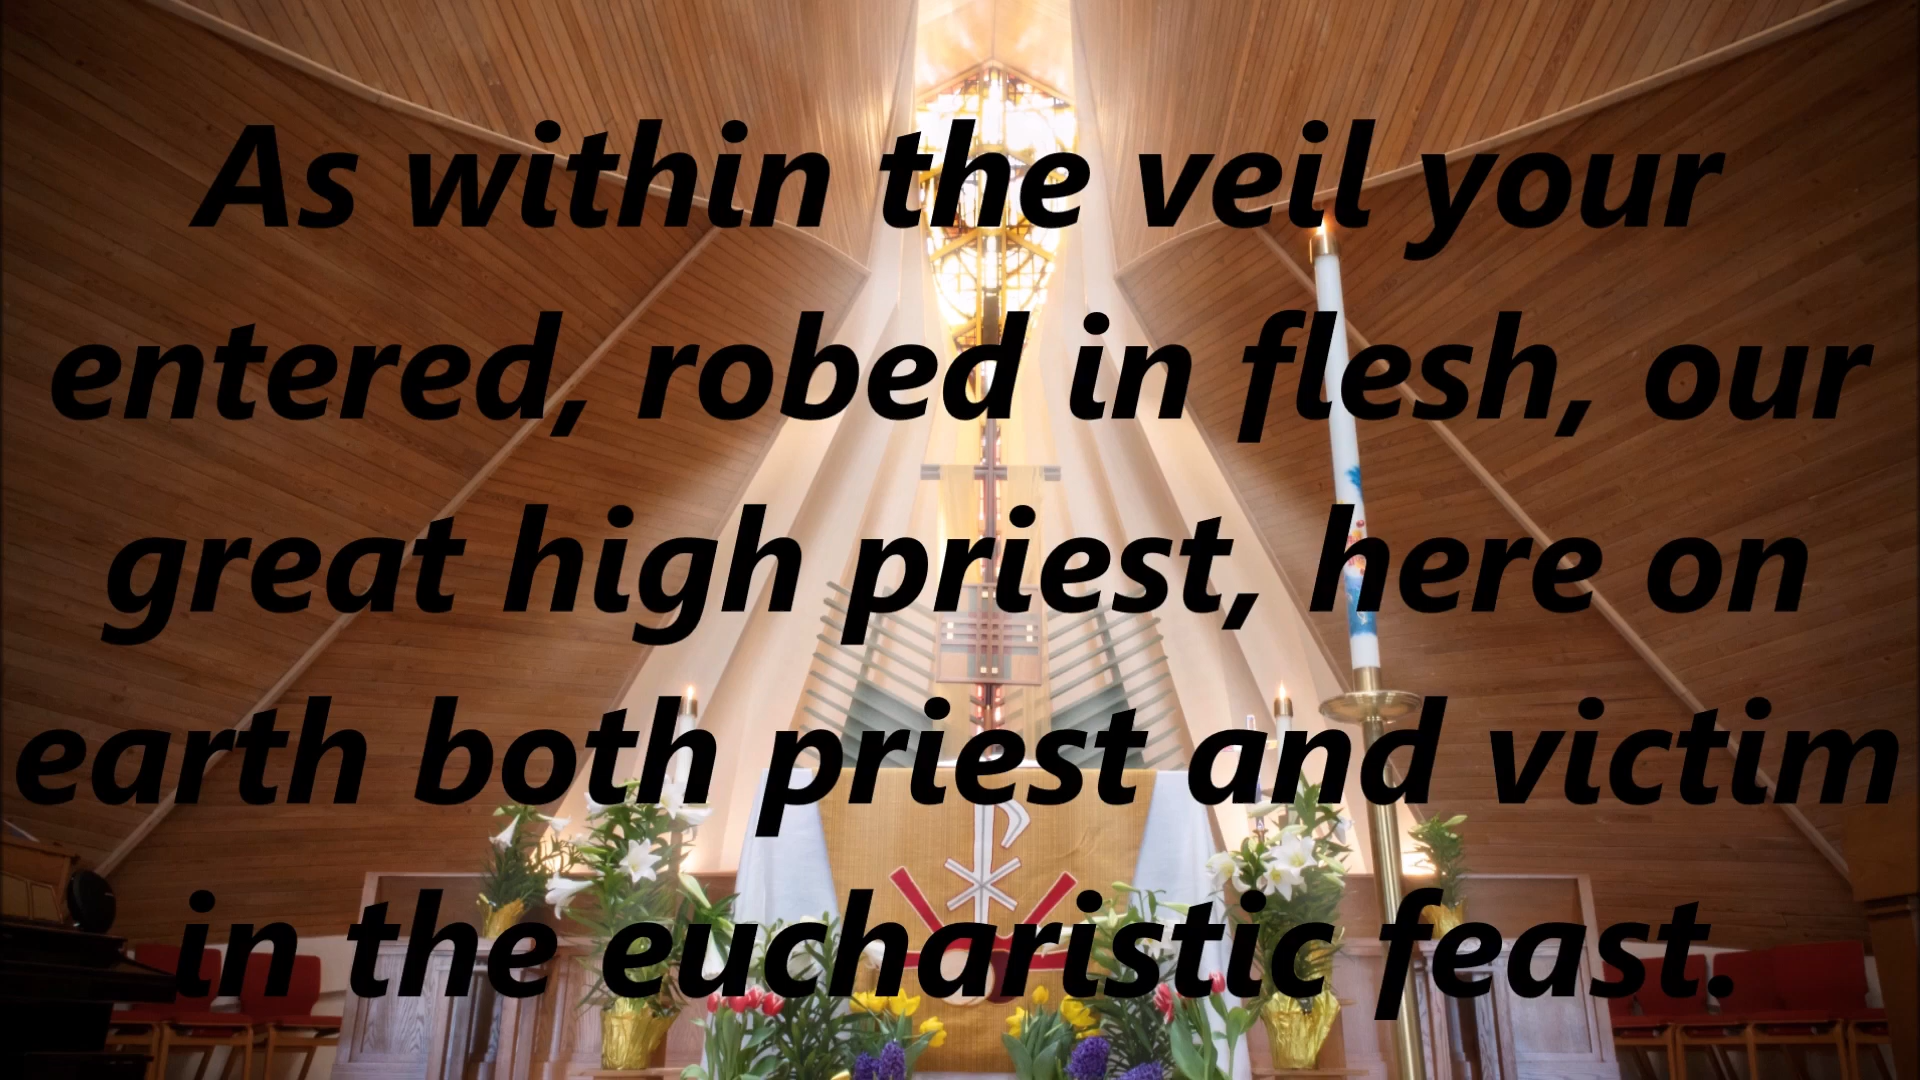 As within the veil your
entered, robed in flesh, our
great high priest, here on
earth both priest and victim
in the eucharistic feast.